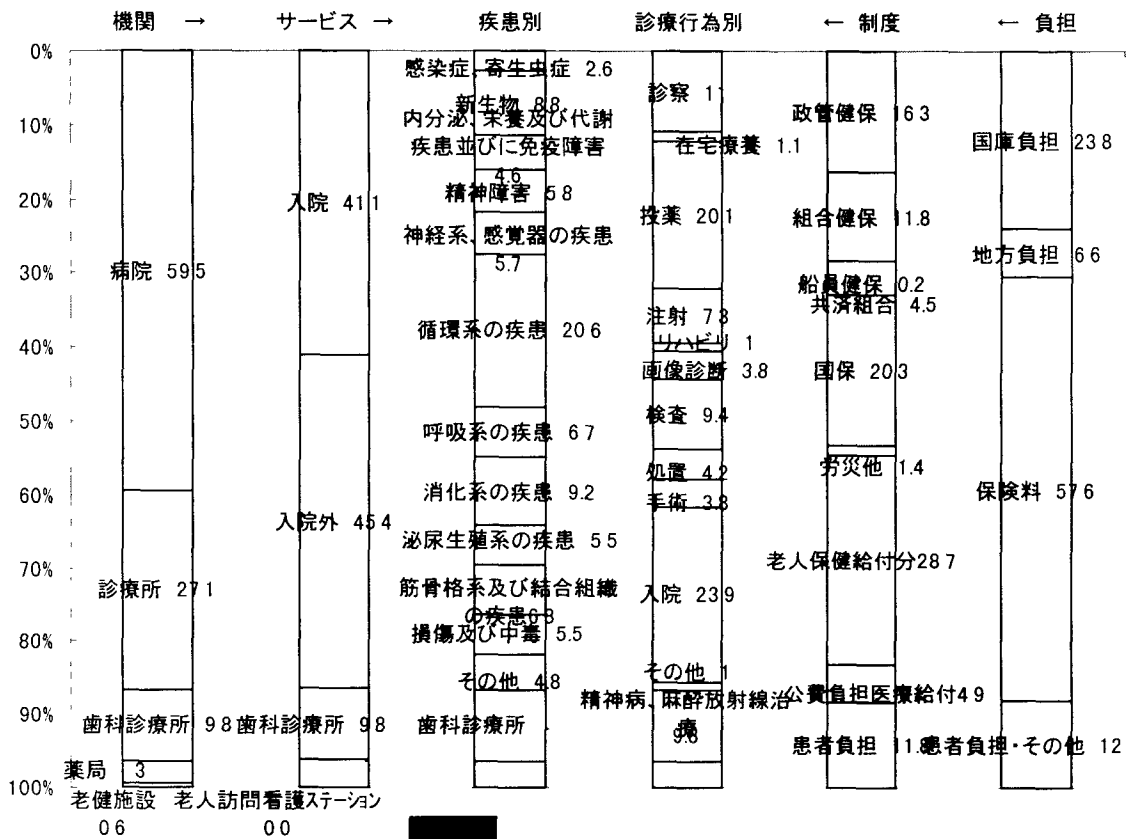 機関 → サービス → 疾患別 診療行為別 ← 制度 ← 負担
0%
10%
20%
30%
40%
50%
60%
70%
80%
90%
100%
病院 59.5
診療所 27.1
歯科診療所 9.8
薬局 3
老健施設
0.6
入院 41.1
入院外 45.4
歯科診療所 9.8
老人訪問看護ステーション
0.0
感染症、寄生虫症 2.6
新生物 8.8
内分泌、栄養及び代謝
疾患並びに免疫障害
4.6
精神障害 5.8
神経系、感覚器の疾患
5.7
循環系の疾患 20.6
呼吸系の疾患 6.7
消化系の疾患 9.2
泌尿生殖系の疾患 5.5
筋骨格系及び結合組織
の疾患
損傷及び中毒 5.5
その他 4.8
歯科診療所
診察 11
在宅療養 1.1
投薬 20.1
注射 7.3
リハビリ 1
画像診断 3.8
検査 9.4
処置 4.2
手術 3.8
入院 23.9
その他 1
精神病、麻酔放射線治
療
政管健保 16.3
組合健保 11.8
船員健保 0.2
共済組合 4.5
国保 20.3
労災他 1.4
老人保健給付分28.7
公費負担医療給付4.9
患者負担 11.8
国庫負担 23.8
地方負担 6.6
保険料 57.6
患者負担・その他 12